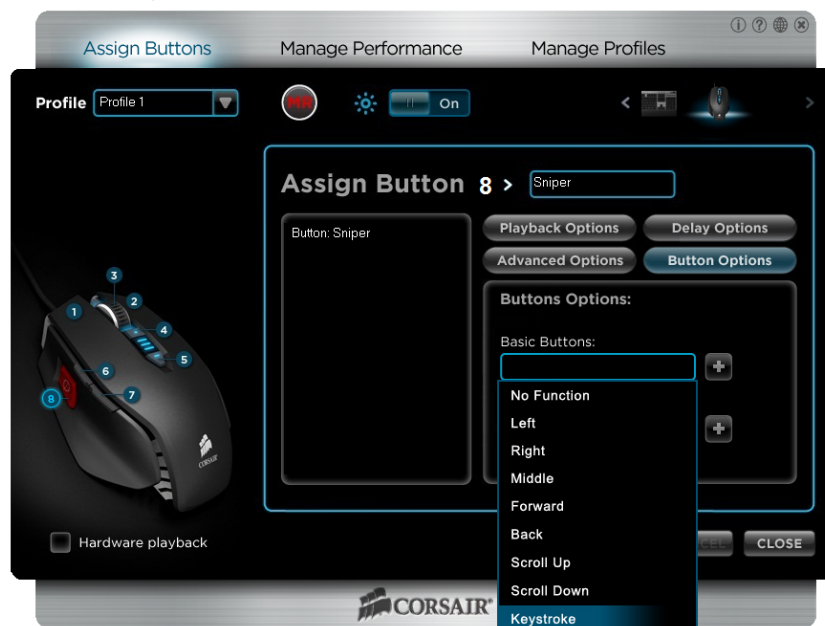 Assign Buttons
Manage Performance
Manage Profiles
Profile
Profile 1
MR
On
Assign Button 8 >
Sniper
Button: Sniper
Playback Options
Delay Options
Advanced Options
Button Options
Buttons Options:
Basic Buttons:
No Function
Left
Right
Middle
Forward
Back
Scroll Up
Scroll Down
Keystroke
1
2
3
4
5
6
7
8
CORSAIR
Hardware playback
CLOSE
CORSAIR